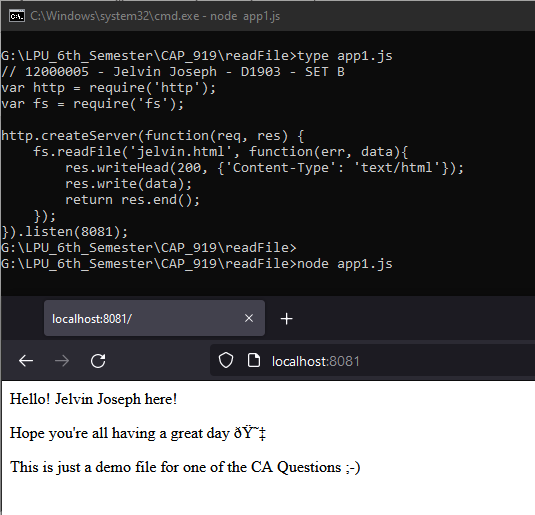 C:\Windows\system32\cmd.exe - node  app1.js
G:\LPU_6th_Semester\CAP_919\readFile>type app1.js
// 12000005 - Jelvin Joseph - D1903 - SET B
var http = require('http');
var fs = require('fs');
http.createServer(function(req, res) {
    fs.readFile('jelvin.html', function(err, data){
        res.writeHead(200, {'Content-Type': 'text/html'});
        res.write(data);
        return res.end();
    });
}).listen(8081);
G:\LPU_6th_Semester\CAP_919\readFile>
G:\LPU_6th_Semester\CAP_919\readFile>node app1.js
localhost:8081/
localhost:8081
Hello! Jelvin Joseph here!
Hope you're all having a great day ðŸ˜‡
This is just a demo file for one of the CA Questions ;-)